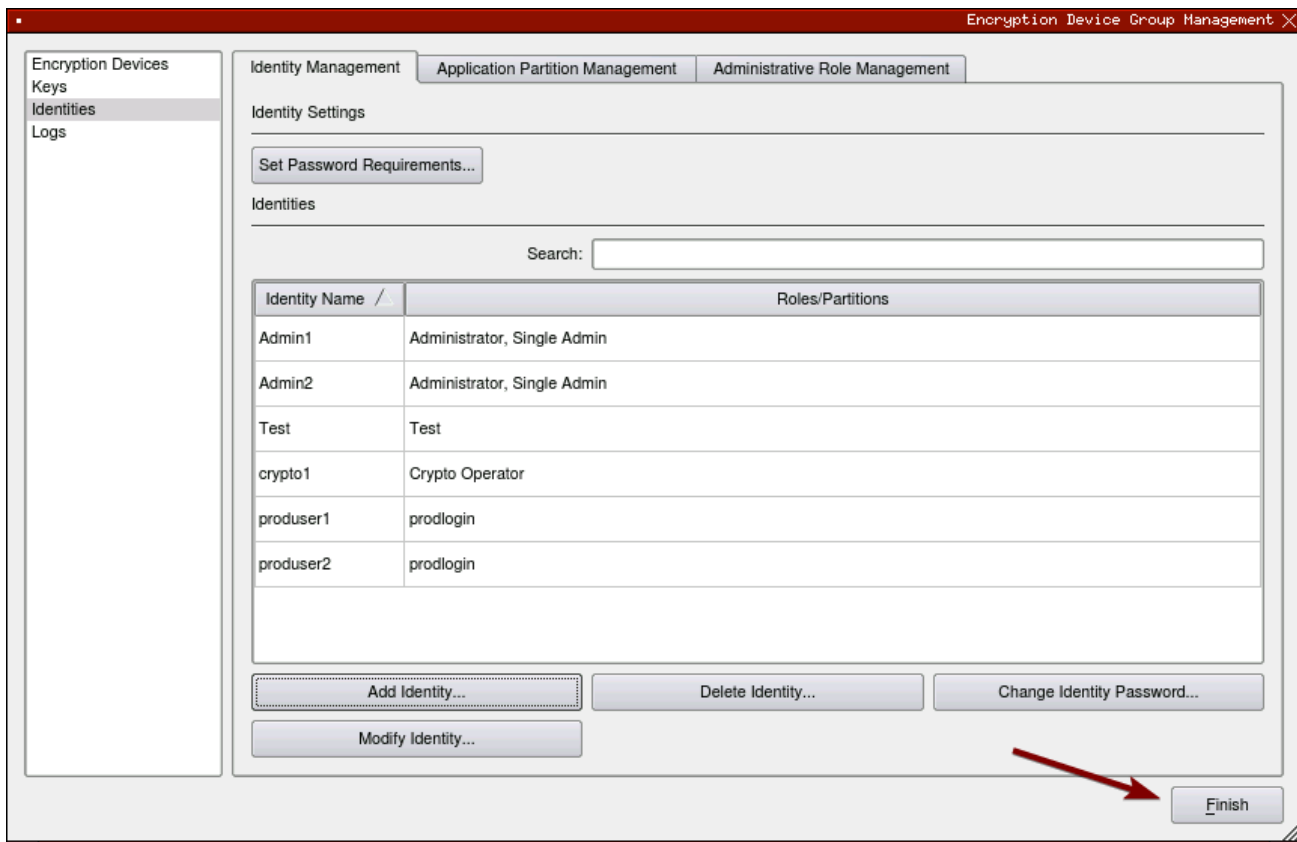 Encryption Device Group Management
Encryption Devices
Keys
Identities
Logs
Identity Management
Application Partition Management
Administrative Role Management
Identity Settings
Set Password Requirements...
Identities
Search:
Identity Name Roles/Partitions
Admin1 Administrator, Single Admin
Admin2 Administrator, Single Admin
Test Test
crypto1 Crypto Operator
produser1 prodlogin
produser2 prodlogin
Add Identity... Delete Identity... Change Identity Password...
Modify Identity...
Finish